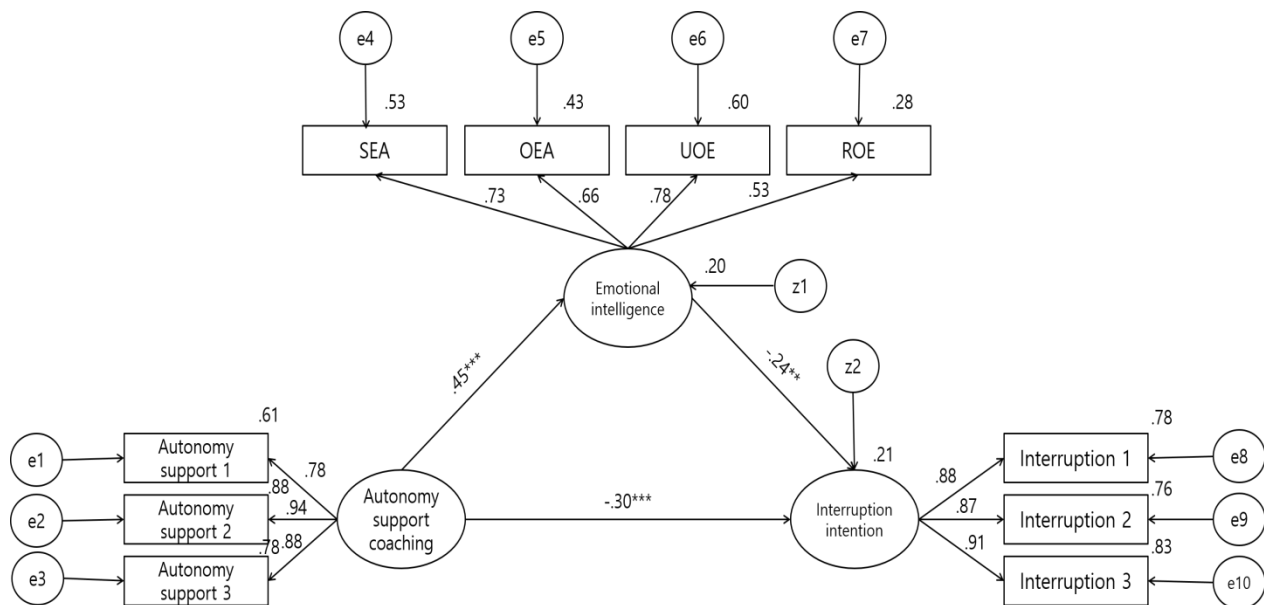 e4
e5
e6
e7
.53
.43
.60
.28
SEA
OEA
UOE
ROE
.73
.66
.78
.53
Emotional
intelligence
.20
z1
.45***
-.24**
z2
.61
e1
Autonomy
support 1
.78
.88
e2
Autonomy
support 2
.94
.78
.88
e3
Autonomy
support 3
Autonomy
support
coaching
-.30***
.21
Interruption
intention
.88
.87
.91
.78
Interruption 1
e8
.76
Interruption 2
e9
.83
Interruption 3
e10